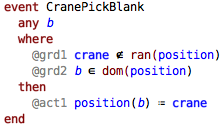 event CranePickBlank
any b
where
@grd1 crane ∉ ran(position)
@grd2 b ∈ dom(position)
then
@act1 position(b) ≔ crane
end